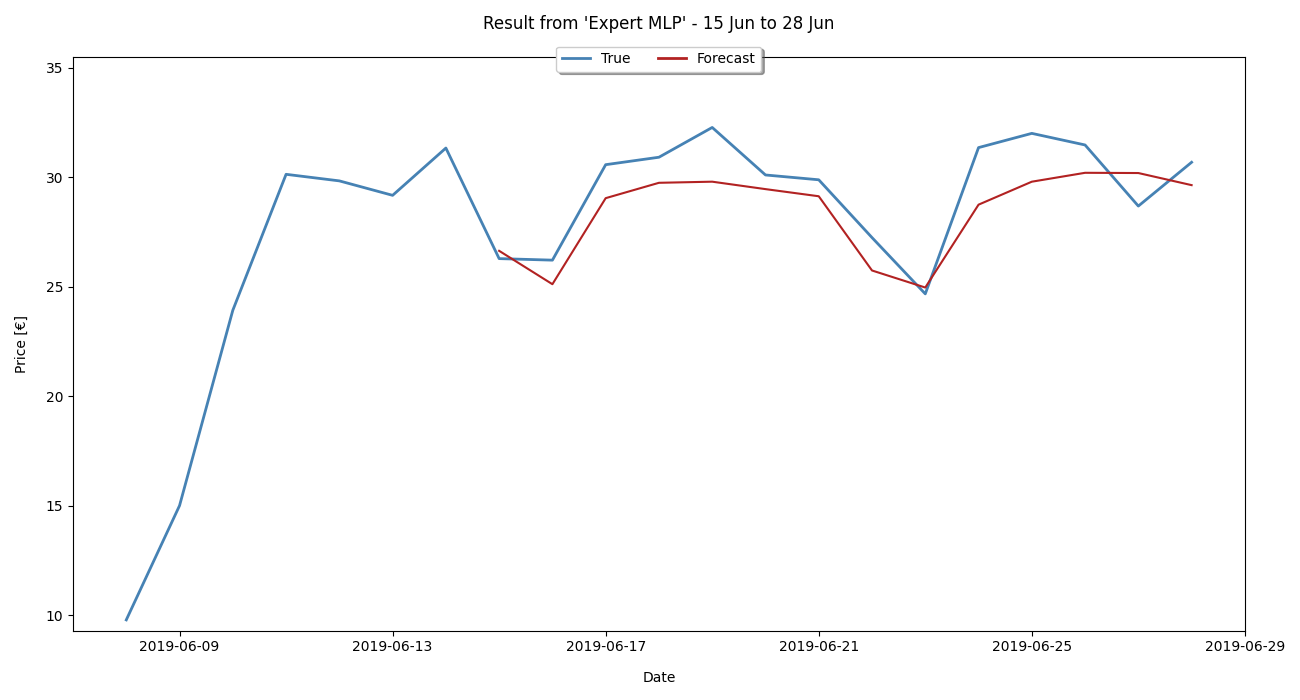 Result from 'Expert MLP' - 15 Jun to 28 Jun
True Forecast
35
30
25
20
15
10
Price [€]
2019-06-09 2019-06-13 2019-06-17 2019-06-21 2019-06-25 2019-06-29
Date